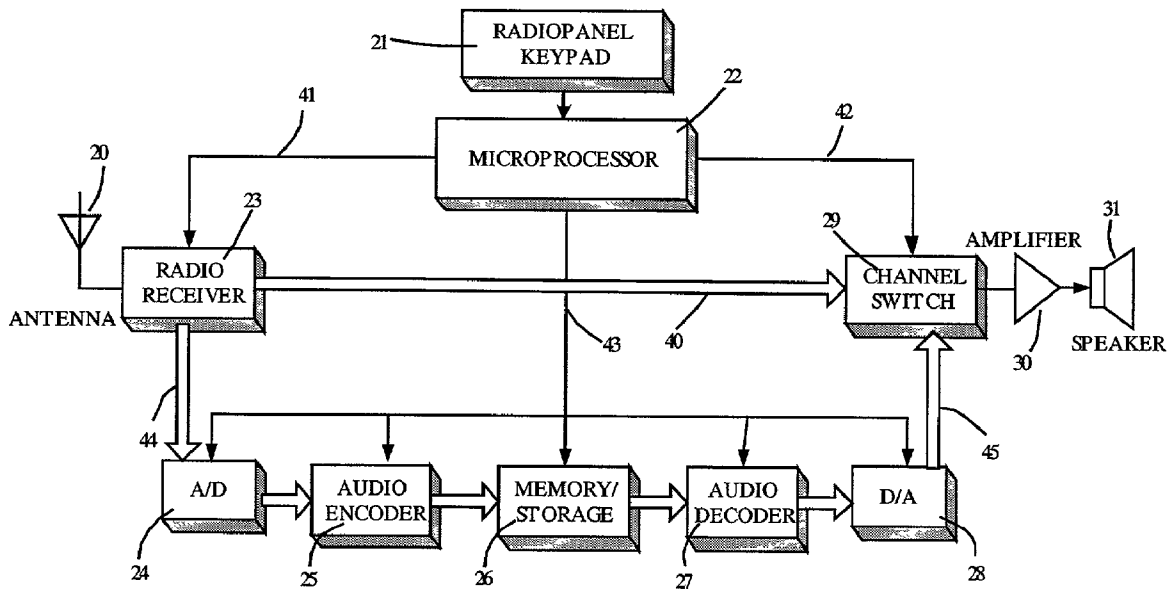 RADIOPANEL
KEYPAD
21
22
MICROPROCESSOR
41
42
20
23
RADIO
RECEIVER
ANTENNA
29
CHANNEL
SWITCH
AMPLIFIER
31
30
SPEAKER
43
40
44
45
A/D
AUDIO
ENCODER
MEMORY/
STORAGE
AUDIO
DECODER
D/A
24
25
26
27
28